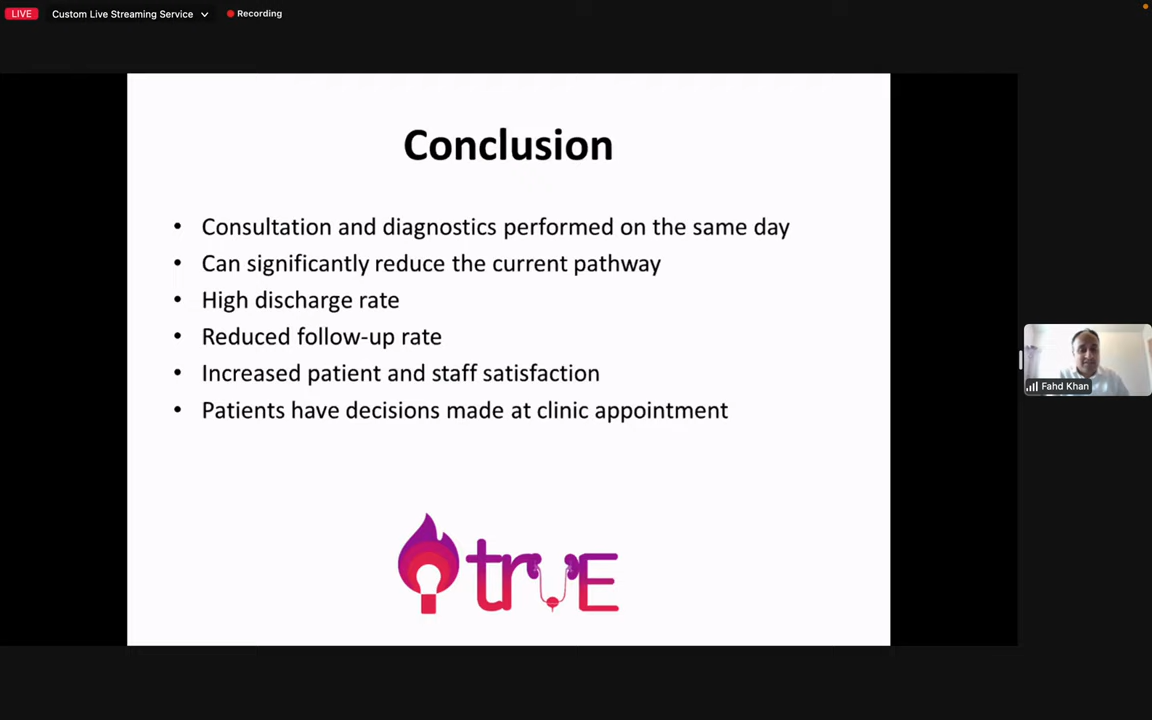 LIVE
Custom Live Streaming Service
Recording
Conclusion
• Consultation and diagnostics performed on the same day
• Can significantly reduce the current pathway
• High discharge rate
• Reduced follow-up rate
• Increased patient and staff satisfaction
• Patients have decisions made at clinic appointment
Fahd Khan
truE